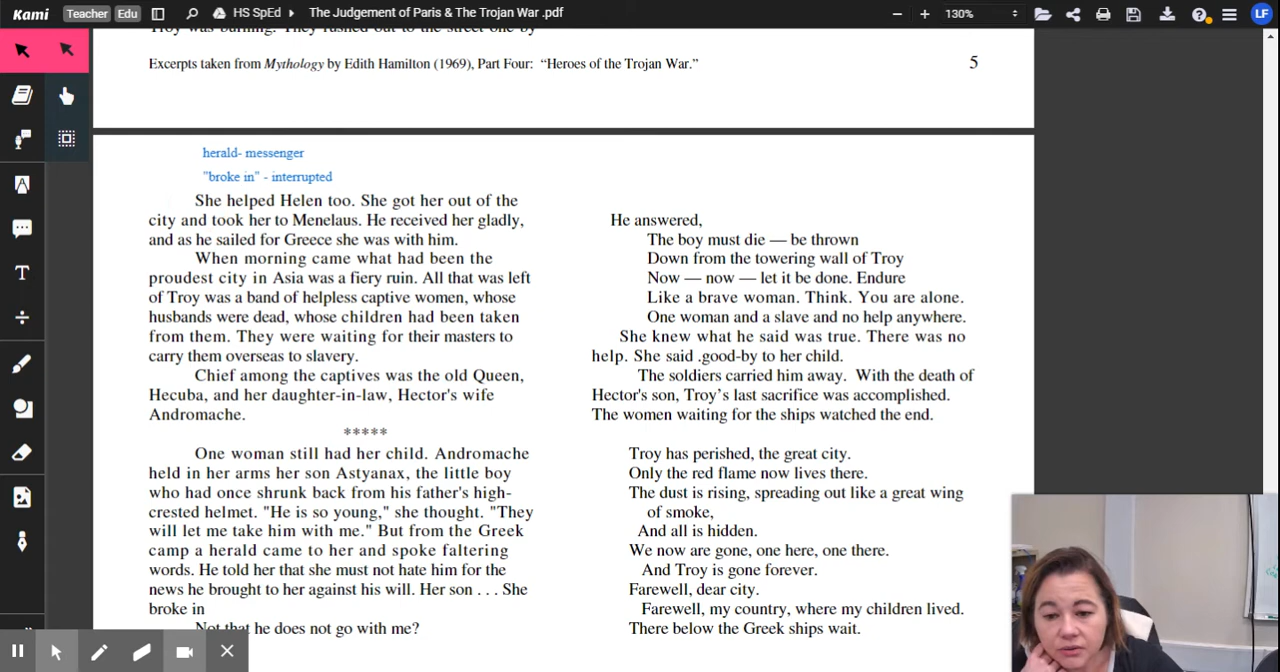 Kami
Teacher
Edu
HS SpEd
The Judgement of Paris & The Trojan War .pdf
130%
LF
Troy was burning. They rushed out to the street one by
Excerpts taken from Mythology by Edith Hamilton (1969), Part Four: “Heroes of the Trojan War.”
5
herald- messenger
"broke in" - interrupted
She helped Helen too. She got her out of the
city and took her to Menelaus. He received her gladly,
and as he sailed for Greece she was with him.
When morning came what had been the
proudest city in Asia was a fiery ruin. All that was left
of Troy was a band of helpless captive women, whose
husbands were dead, whose children had been taken
from them. They were waiting for their masters to
carry them overseas to slavery.
Chief among the captives was the old Queen,
Hecuba, and her daughter-in-law, Hector's wife
Andromache.
*****
One woman still had her child. Andromache
held in her arms her son Astyanax, the little boy
who had once shrunk back from his father's high-
crested helmet. "He is so young," she thought. "They
will let me take him with me." But from the Greek
camp a herald came to her and spoke faltering
words. He told her that she must not hate him for the
news he brought to her against his will. Her son . . . She
broke in
Not that he does not go with me?
He answered,
The boy must die — be thrown
Down from the towering wall of Troy
Now — now — let it be done. Endure
Like a brave woman. Think. You are alone.
One woman and a slave and no help anywhere.
She knew what he said was true. There was no
help. She said .good-by to her child.
The soldiers carried him away. With the death of
Hector's son, Troy’s last sacrifice was accomplished.
The women waiting for the ships watched the end.
Troy has perished, the great city.
Only the red flame now lives there.
The dust is rising, spreading out like a great wing
of smoke,
And all is hidden.
We now are gone, one here, one there.
And Troy is gone forever.
Farewell, dear city.
Farewell, my country, where my children lived.
There below the Greek ships wait.